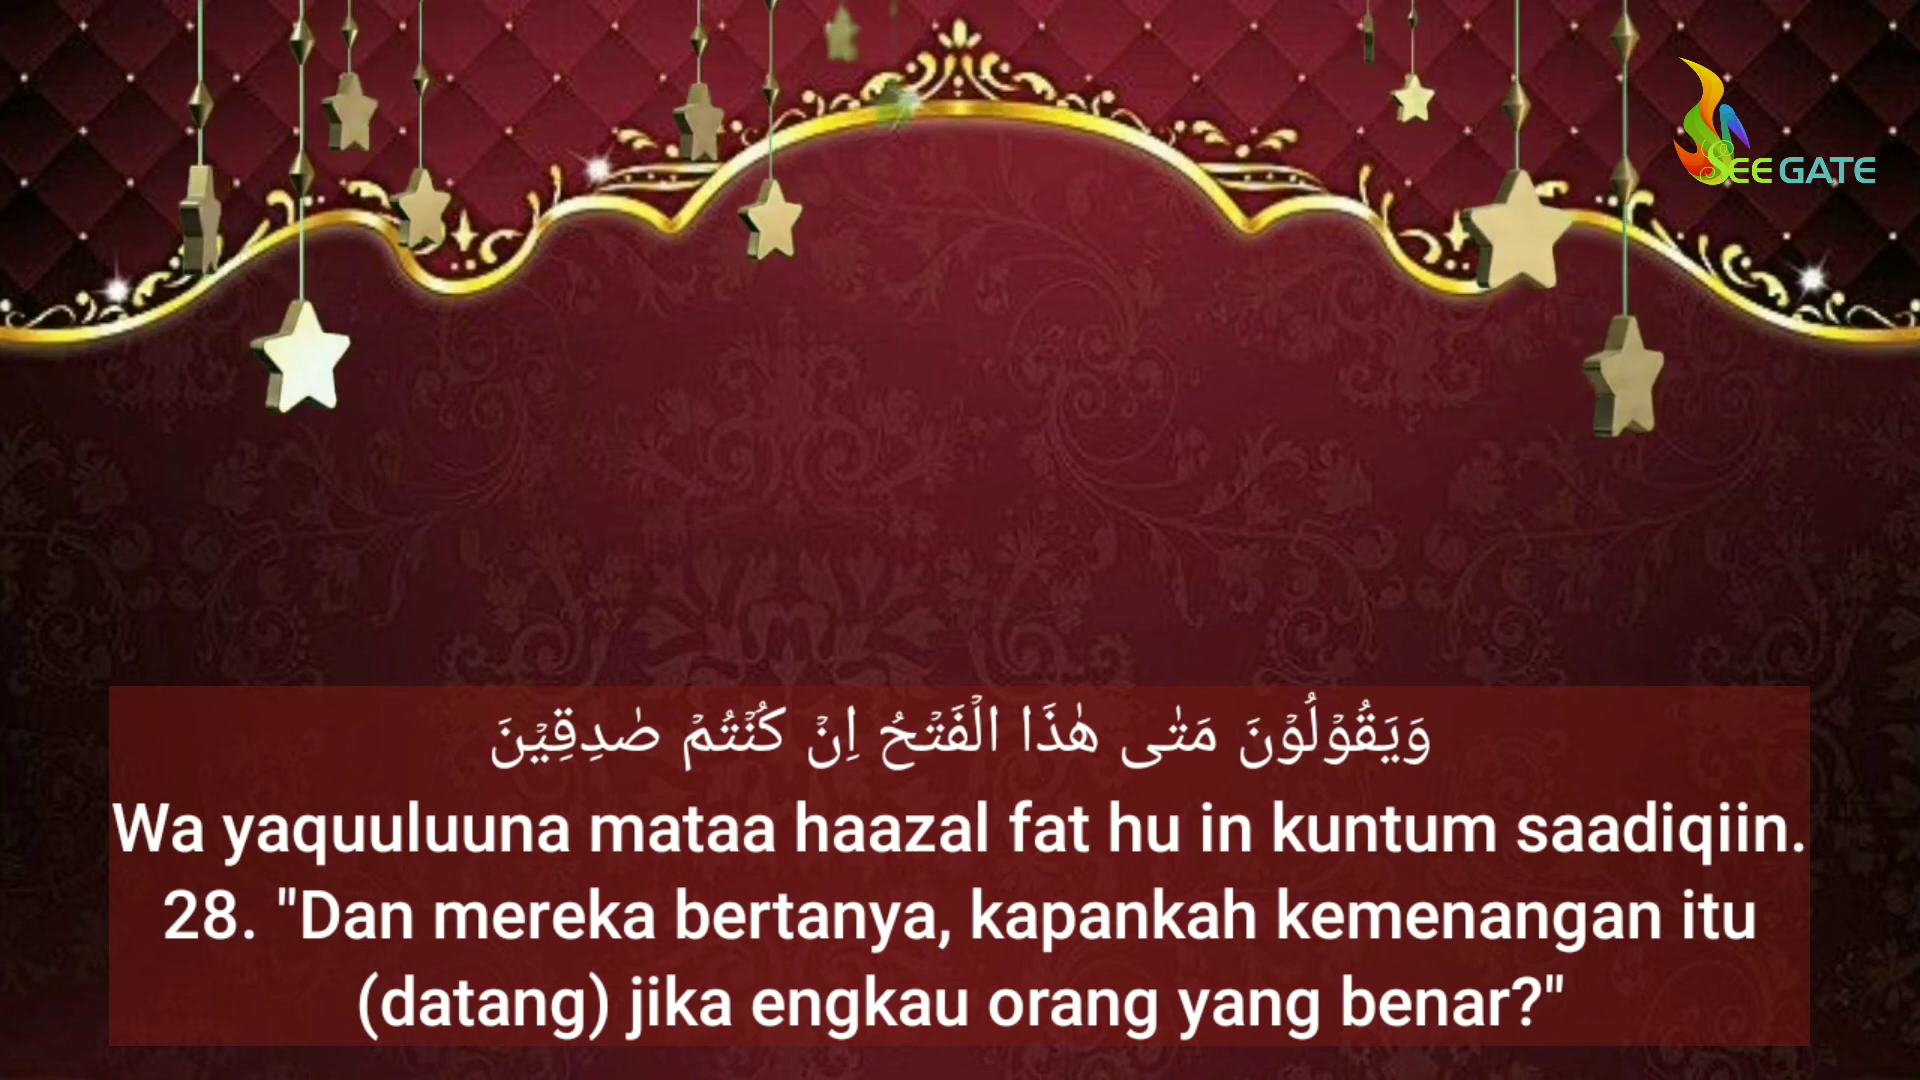 SEE GATE
وَيَقُوْلُوْنَ مَتٰى هٰذَا الْفَتْحُ اِنْ كُنْتُمْ صٰدِقِيْنَ
Wa yaquuluuna mataa haazal fat hu in kuntum saadiqiin.
28. "Dan mereka bertanya, kapankah kemenangan itu
(datang) jika engkau orang yang benar?"